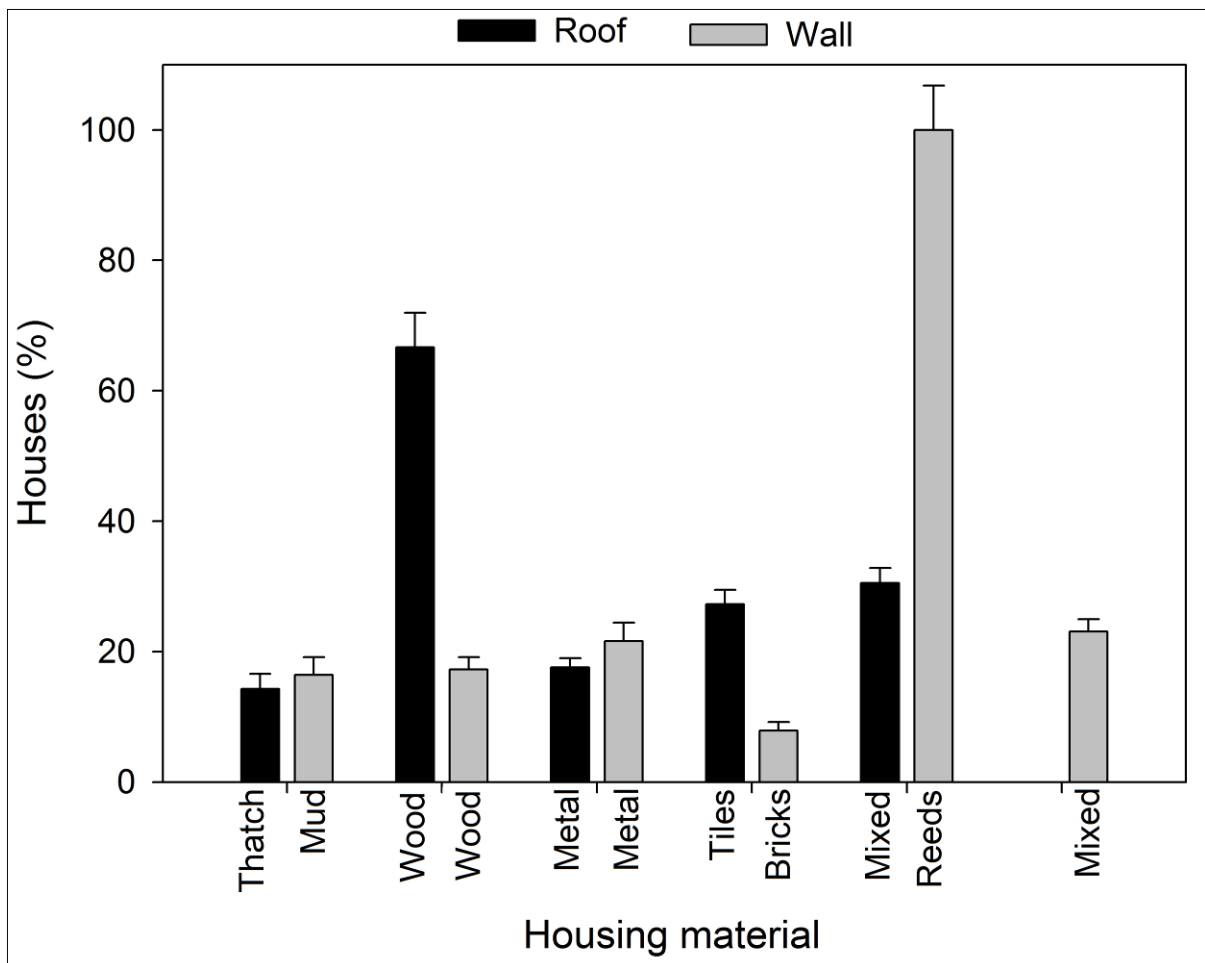 Roof Wall
100
80
60
40
20
0
Houses (%)
Thatch Mud Wood Wood Metal Metal Tiles Bricks Mixed Reeds Mixed
Housing material